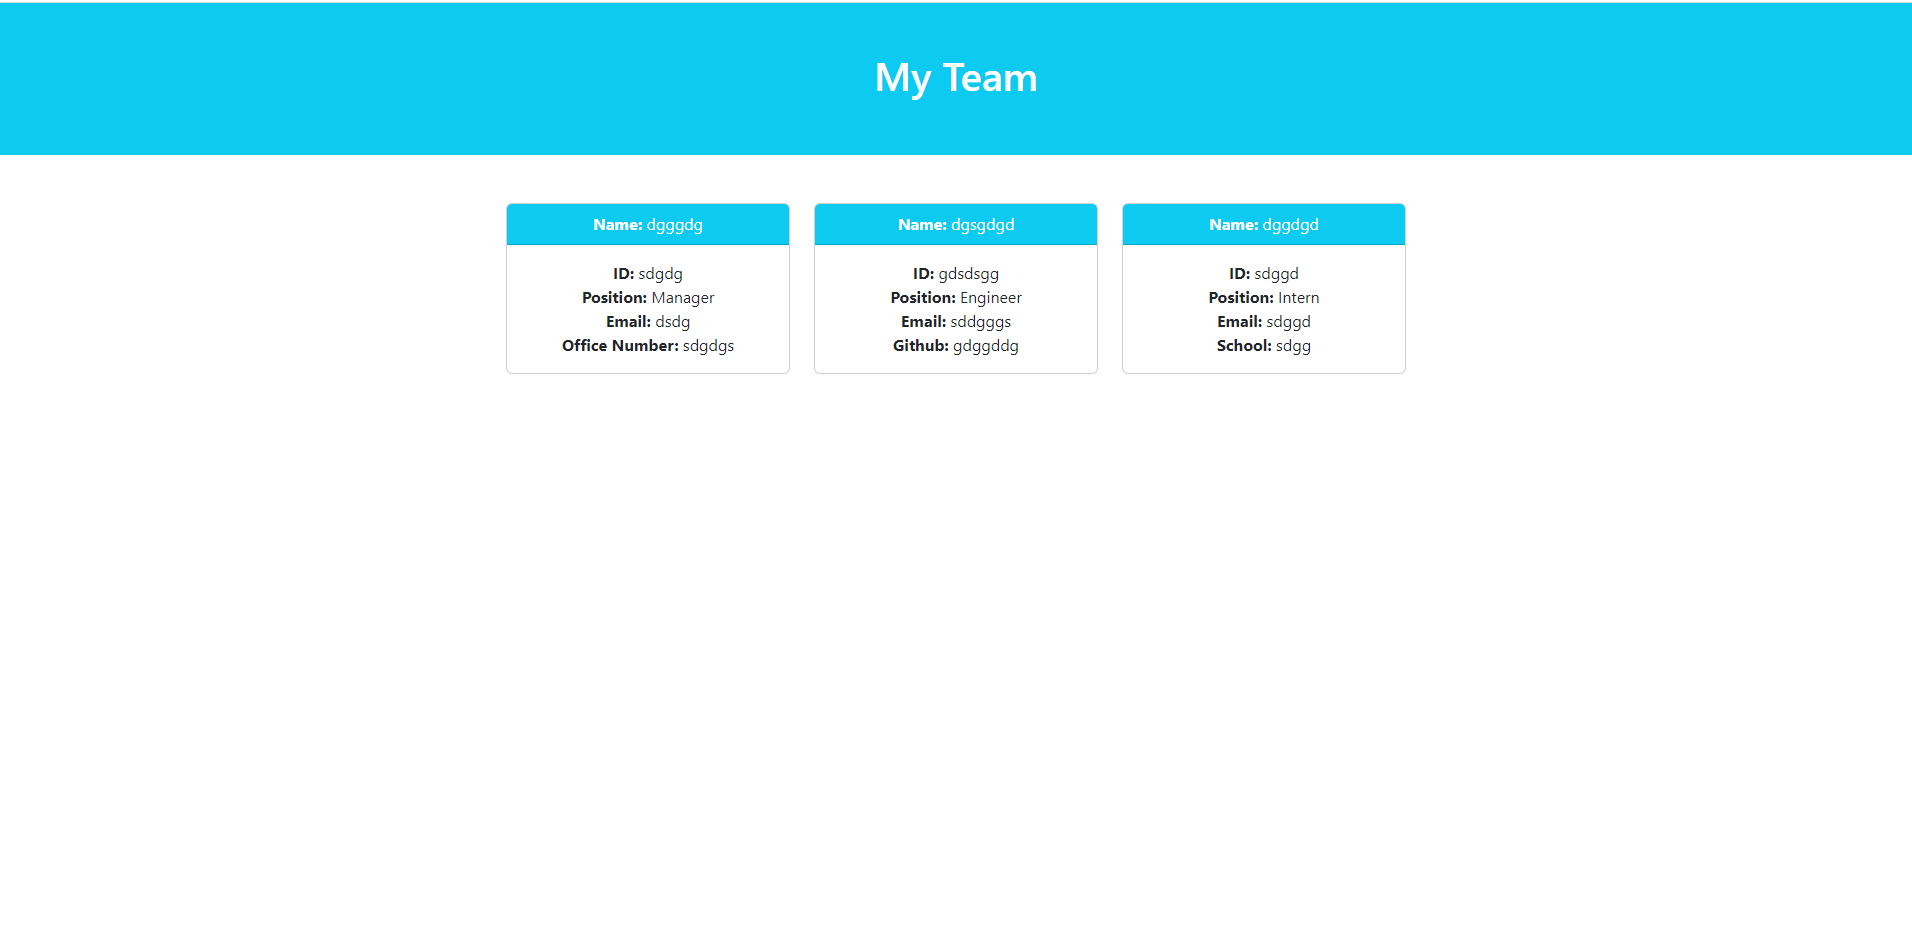 My Team
Name: dgggdg
ID: sdgdg
Position: Manager
Email: dsdg
Office Number: sdgdgs
Name: dgsgdgd
ID: gdsdsgg
Position: Engineer
Email: sddgggs
Github: gdggddg
Name: dggdgd
ID: sdggd
Position: Intern
Email: sdggd
School: sdgg